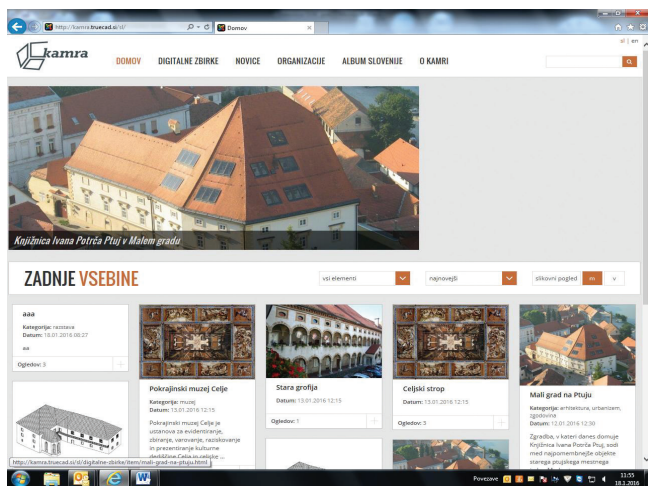 http://kamra.truecad.si/sl/
Domov
sl | en
kamra
DOMOV
DIGITALNE ZBIRKE
NOVICE
ORGANIZACIJE
ALBUM SLOVENIJE
O KAMRI
Knjižnica Ivana Potrča Ptuj v Malem gradu
ZADNJE VSEBINE
vsi elementi
najnovejši
slikovni pogled
aaa
Kategorija: razstava
Datum: 18.01.2016 08:27
aa
Ogledov: 3
Pokrajinski muzej Celje
Kategorija: muzej
Datum: 13.01.2016 12:15
Pokrajinski muzej Celje je
ustanova za evidentiranje,
zbiranje, varovanje, raziskovanje
in prezentiranje kulturne
dediščine Celja in celjske ...
Stara grofija
Datum: 13.01.2016 12:15
Ogledov: 1
Celjski strop
Datum: 13.01.2016 12:15
Ogledov: 3
Mali grad na Ptuju
Kategorija: arhitektura, urbanizem,
zgodovina
Datum: 12.01.2016 12:30
Zgradba, v kateri danes domuje
Knjižnica Ivana Potrča Ptuj, sodi
med najpomembnejše objekte
starega ptujskega mestnega
http://kamra.truecad.si/sl/digitalne-zbirke/item/mali-grad-na-ptuju.html
Povezave
11:55
18.1.2016